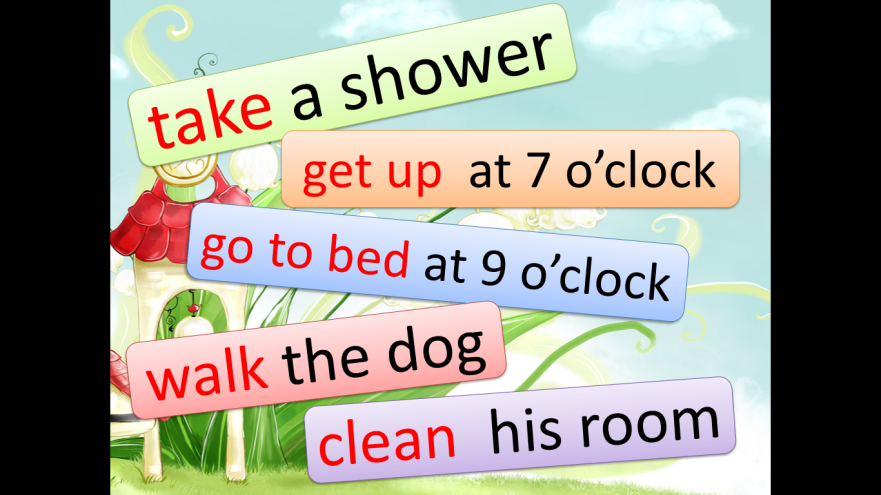 take a shower
get up at 7 o’clock
go to bed at 9 o’clock
walk the dog
clean his room